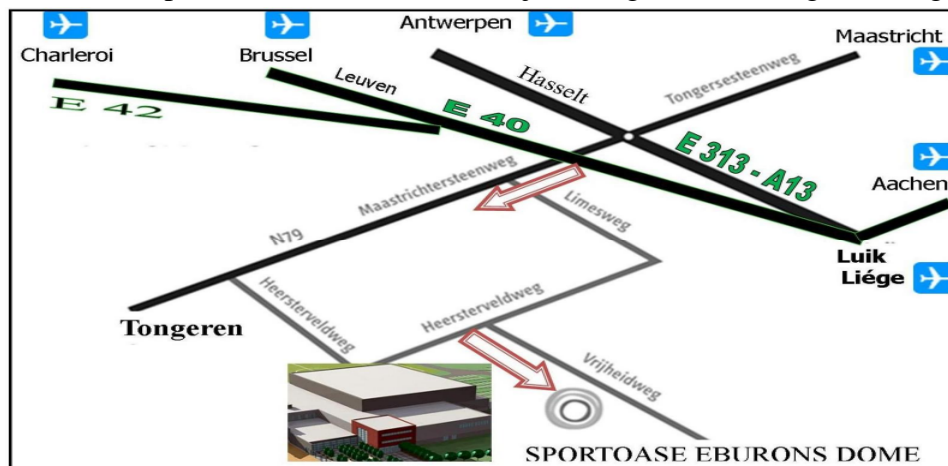 Antwerpen
Charleroi
Brussel
Maastricht
Leuven
Hasselt
Tongersesteenweg
E 42
E 40
E 313 - A13
Aachen
Maastrichtersteenweg
Limesweg
N79
Luik
Liége
Heersterveldweg
Heersterveldweg
Tongeren
Vrijheidweg
SPORTOASE EBURONS DOME